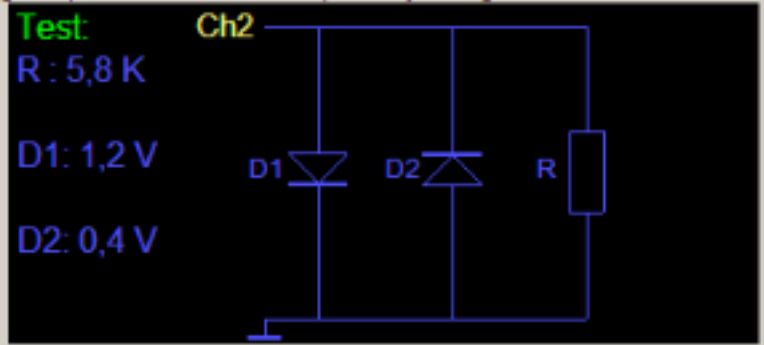 Test:
Ch2
R : 5,8 K
D1: 1,2 V
D1
D2
R
D2: 0,4 V